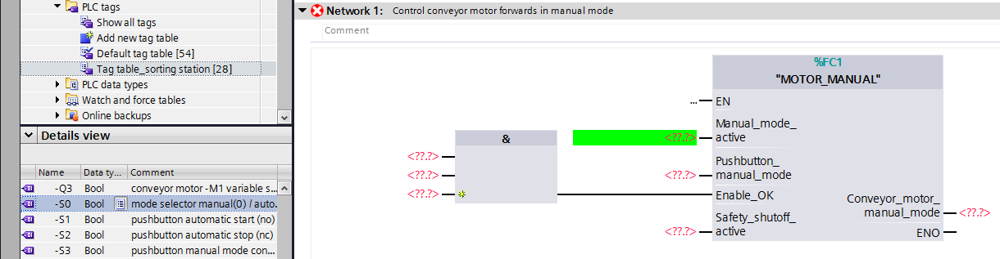 PLC tags
Show all tags
Add new tag table
Default tag table [54]
Tag table_sorting station [28]
PLC data types
Watch and force tables
Online backups
Details view
Name Data ty... Comment
-Q3 Bool conveyor motor -M1 variable s...
-S0 Bool mode selector manual(0) / auto...
-S1 Bool pushbutton automatic start (no)
-S2 Bool pushbutton automatic stop (nc)
-S3 Bool pushbutton manual mode con...
Network 1: Control conveyor motor forwards in manual mode
Comment
&
<??.?>
<??.?>
<??.?>
%FC1
"MOTOR_MANUAL"
... EN
<??.?> Manual_mode_
active
Pushbutton_
<??.?> manual_mode
Enable_OK
Safety_shutoff_
<??.?> active
Conveyor_motor_
manual_mode <??.?>
ENO